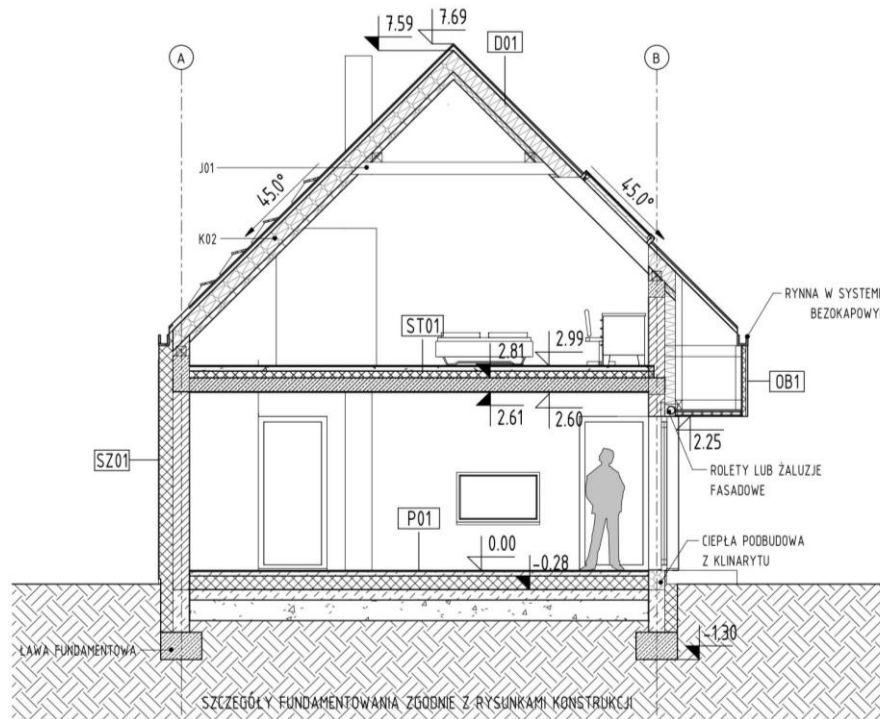 7.59
7.69
A
D01
B
J01
45.0°
45.0°
K02
RYNNA W SYSTEMI
BEZOKAPOWY
ST01
2.81
2.99
OB1
2.61
2.60
2.25
SZ01
ROLETY LUB ŻALUZJE
FASADOWE
P01
0.00
-0.28
CIEPŁA PODBUDOWA
Z KLINARYTU
-1,30
ŁAWA FUNDAMENTOWA
SZCZEGÓŁY FUNDAMENTOWANIA ZGODNIE Z RYSUNKAMI KONSTRUKCJI